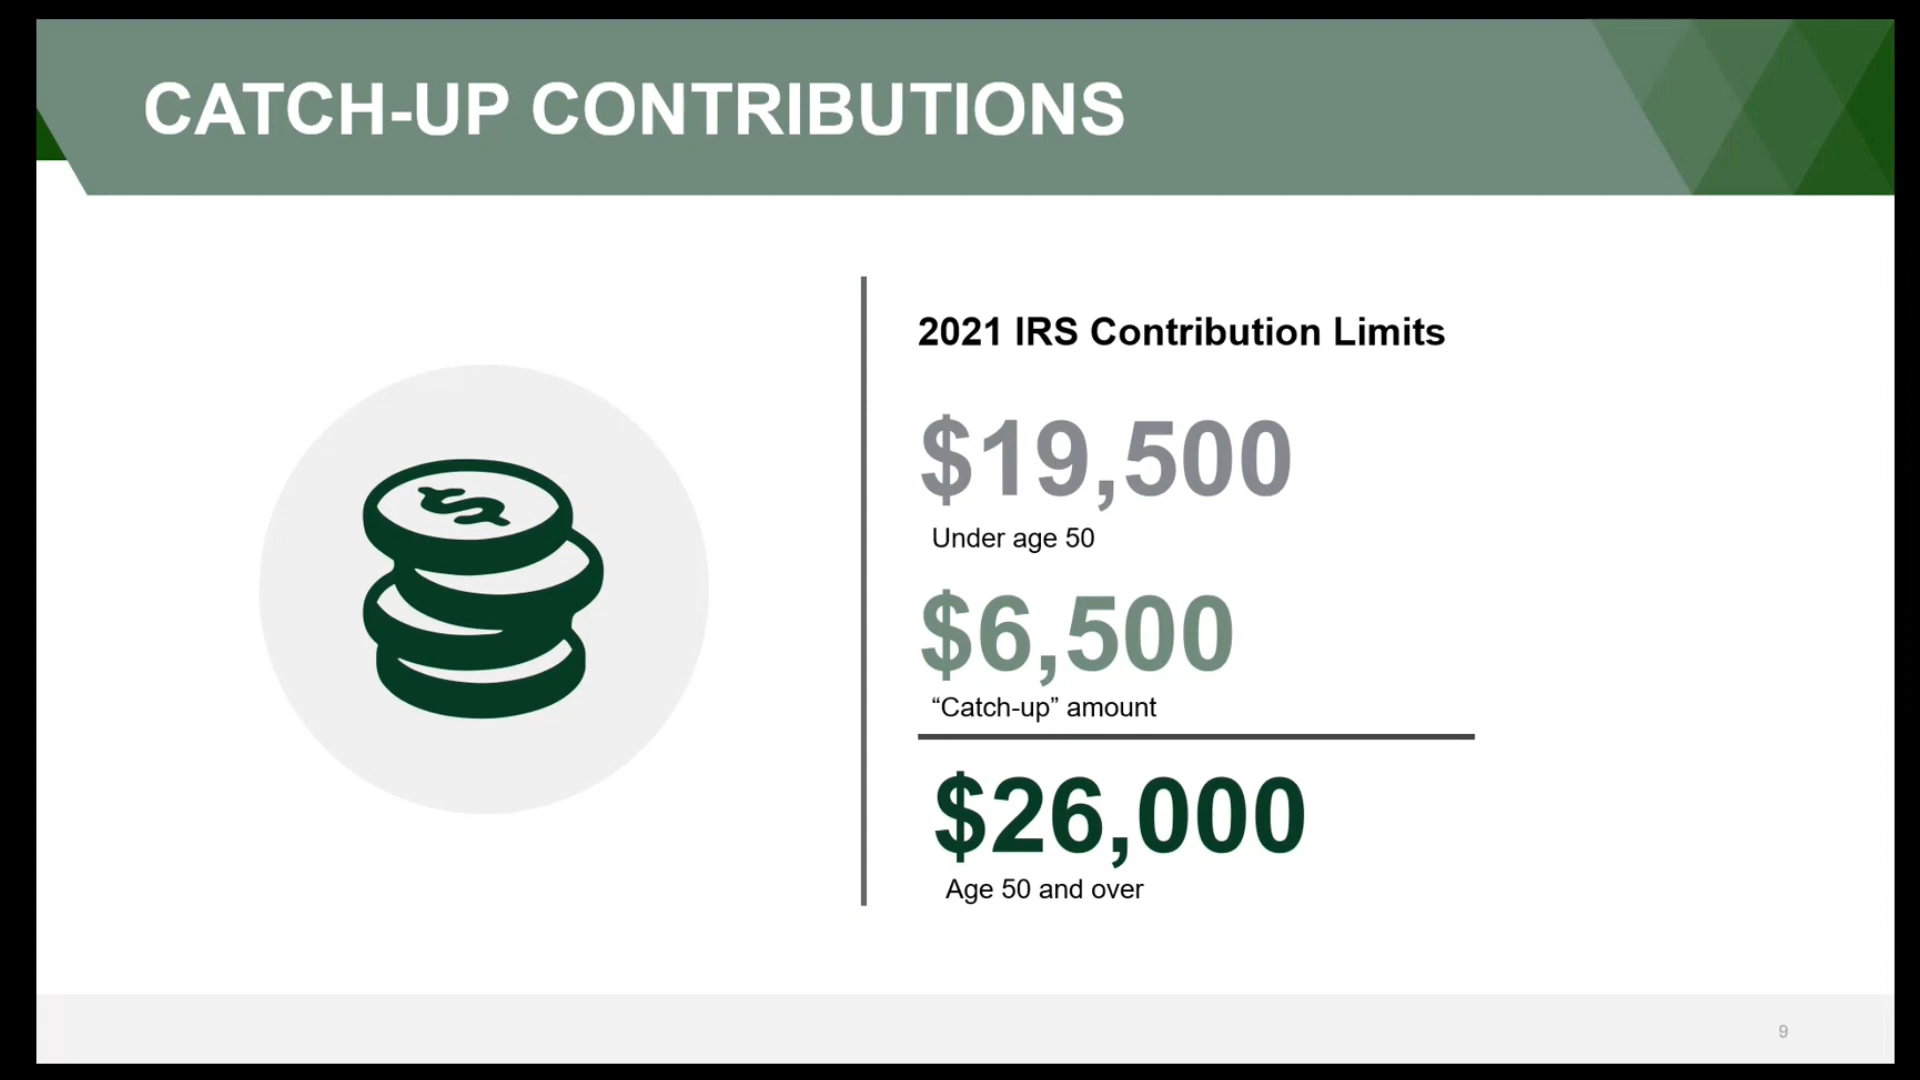 CATCH-UP CONTRIBUTIONS
2021 IRS Contribution Limits
$19,500
Under age 50
$6,500
“Catch-up” amount
$26,000
Age 50 and over
9